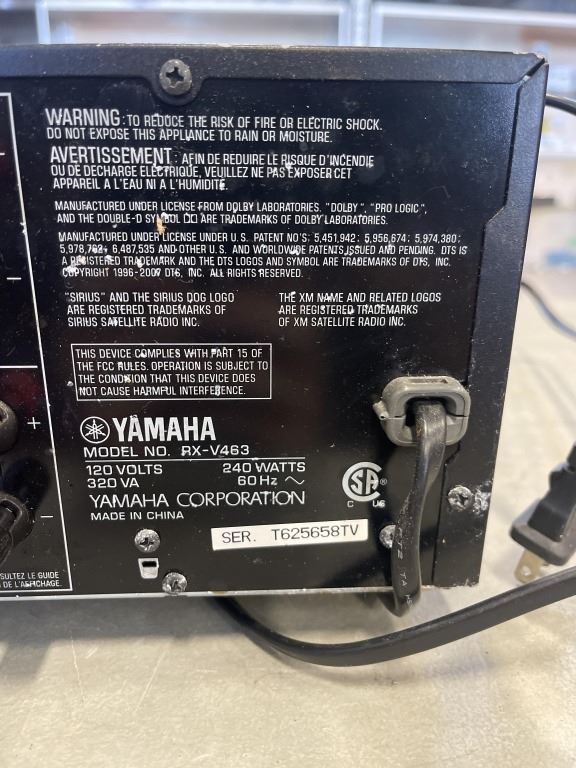 WARNING: TO REDUCE THE RISK OF FIRE OR ELECTRIC SHOCK.
DO NOT EXPOSE THIS APPLIANCE TO RAIN OR MOISTURE.
AVERTISSEMENT: AFIN DE REDUIRE LE RISQUE D'INCENDIE
OU DE DECHARGE ELECTRIQUE, VEUILLEZ NE PAS EXPOSER CET
APPAREIL A L'EAU NI A L'HUMIDITE.
MANUFACTURED UNDER LICENSE FROM DOLBY LABORATORIES. "DOLBY", "PRO LOGIC",
AND THE DOUBLE-D SYMBOL ARE TRADEMARKS OF DOLBY LABORATORIES.
MANUFACTURED UNDER LICENSE UNDER U.S. PATENT NO'S; 5,451,942; 5,956,674; 5,974,380;
5,978,762; 6,487,535 AND OTHER U.S. AND WORLDWIDE PATENTS ISSUED AND PENDING. DTS IS
A REGISTERED TRADEMARK AND THE DTS LOGOS AND SYMBOL ARE TRADEMARKS OF DTS, INC.
COPYRIGHT 1996-2007 DTS, INC. ALL RIGHTS RESERVED.
"SIRIUS" AND THE SIRIUS DOG LOGO
ARE REGISTERED TRADEMARKS OF
SIRIUS SATELLITE RADIO INC.
THE XM NAME AND RELATED LOGOS
ARE REGISTERED TRADEMARKS
OF XM SATELLITE RADIO INC.
THIS DEVICE COMPLIES WITH PART 15 OF
THE FCC RULES. OPERATION IS SUBJECT TO
THE CONDITION THAT THIS DEVICE DOES
NOT CAUSE HARMFUL INTERFERENCE.
YAMAHA
MODEL NO. RX-V463
120 VOLTS 240 WATTS
320 VA 60Hz ~
YAMAHA CORPORATION
MADE IN CHINA
SA ®
C US
SER. T625658TV
+
−
SULTEZ LE GUIDE
DE L'AFFICHAGE.